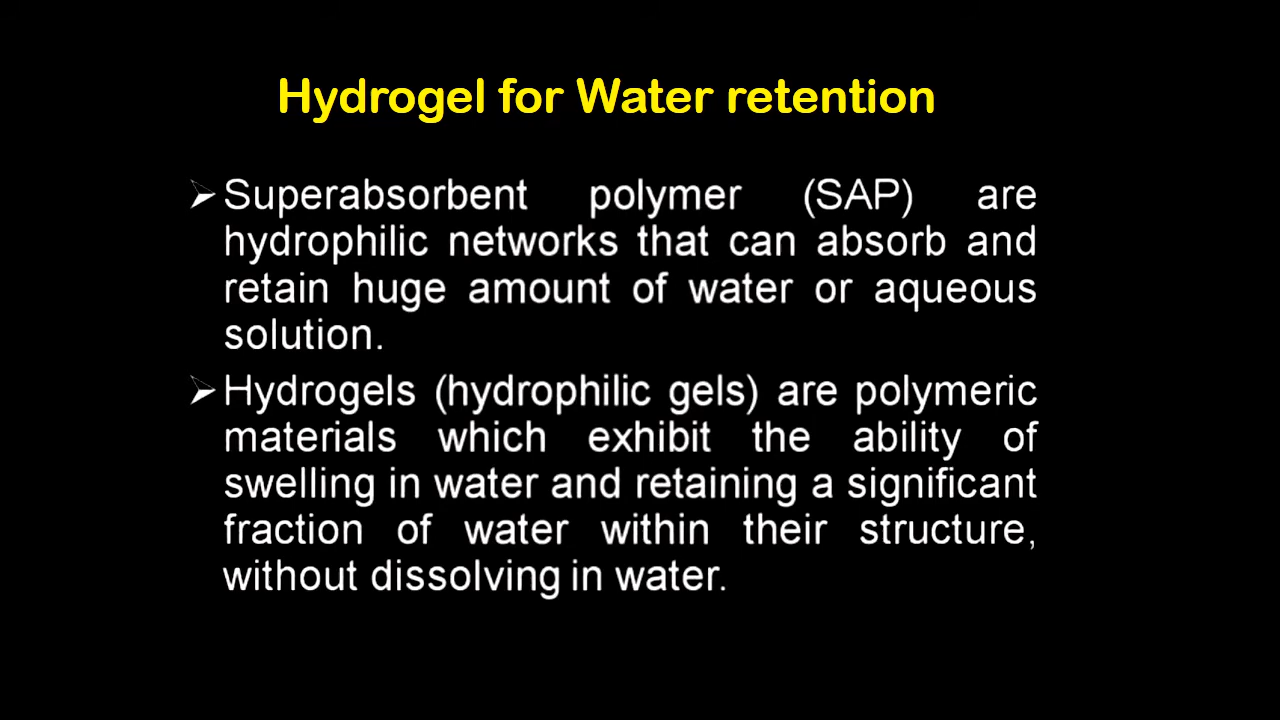 Hydrogel for Water retention
➢Superabsorbent polymer (SAP) are
hydrophilic networks that can absorb and
retain huge amount of water or aqueous
solution.
➢Hydrogels (hydrophilic gels) are polymeric
materials which exhibit the ability of
swelling in water and retaining a significant
fraction of water within their structure,
without dissolving in water.